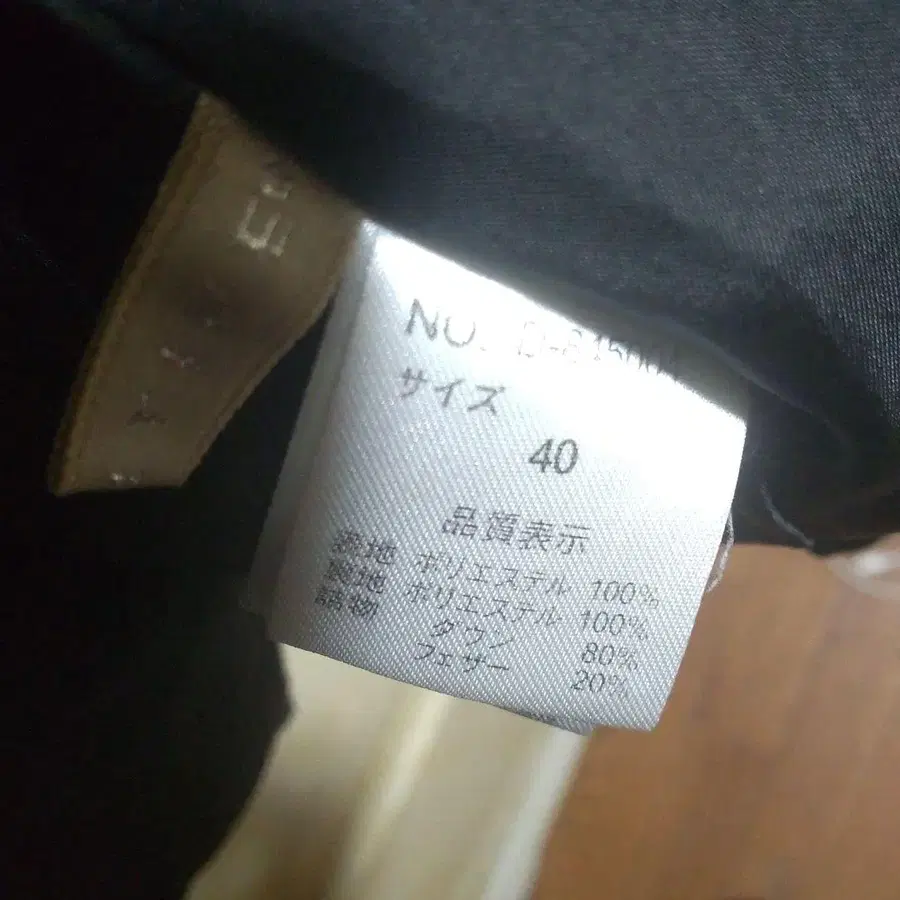 NO.
サイズ
40
品質表示
表地 ポリエステル 100%
裏地 ポリエステル 100%
詰物 ダウン 80%
フェザー 20%